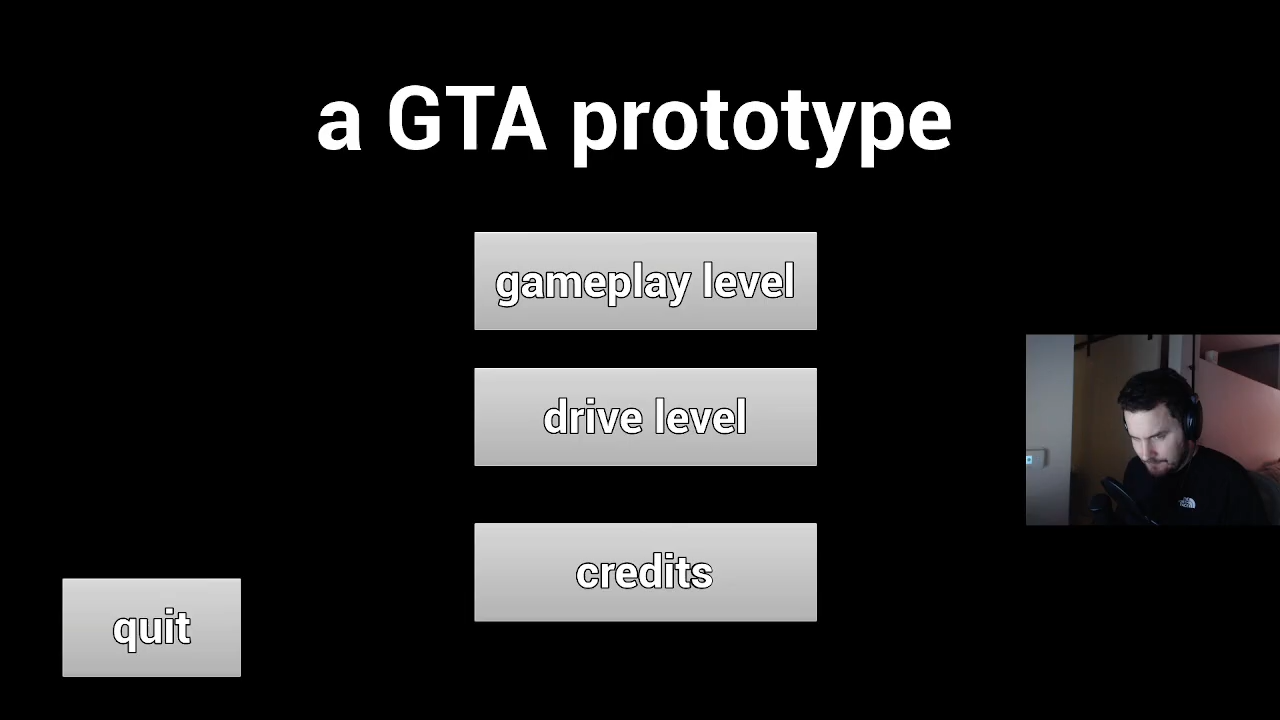 a GTA prototype
gameplay level
drive level
credits
quit